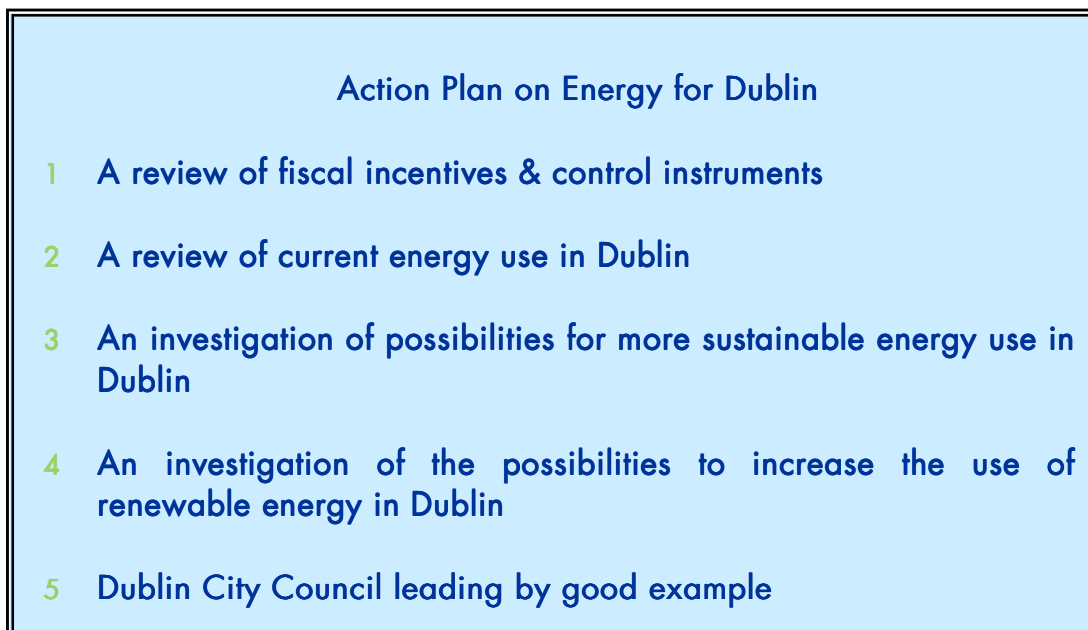 Action Plan on Energy for Dublin
1 A review of fiscal incentives & control instruments
2 A review of current energy use in Dublin
3 An investigation of possibilities for more sustainable energy use in
Dublin
4 An investigation of the possibilities to increase the use of
renewable energy in Dublin
5 Dublin City Council leading by good example